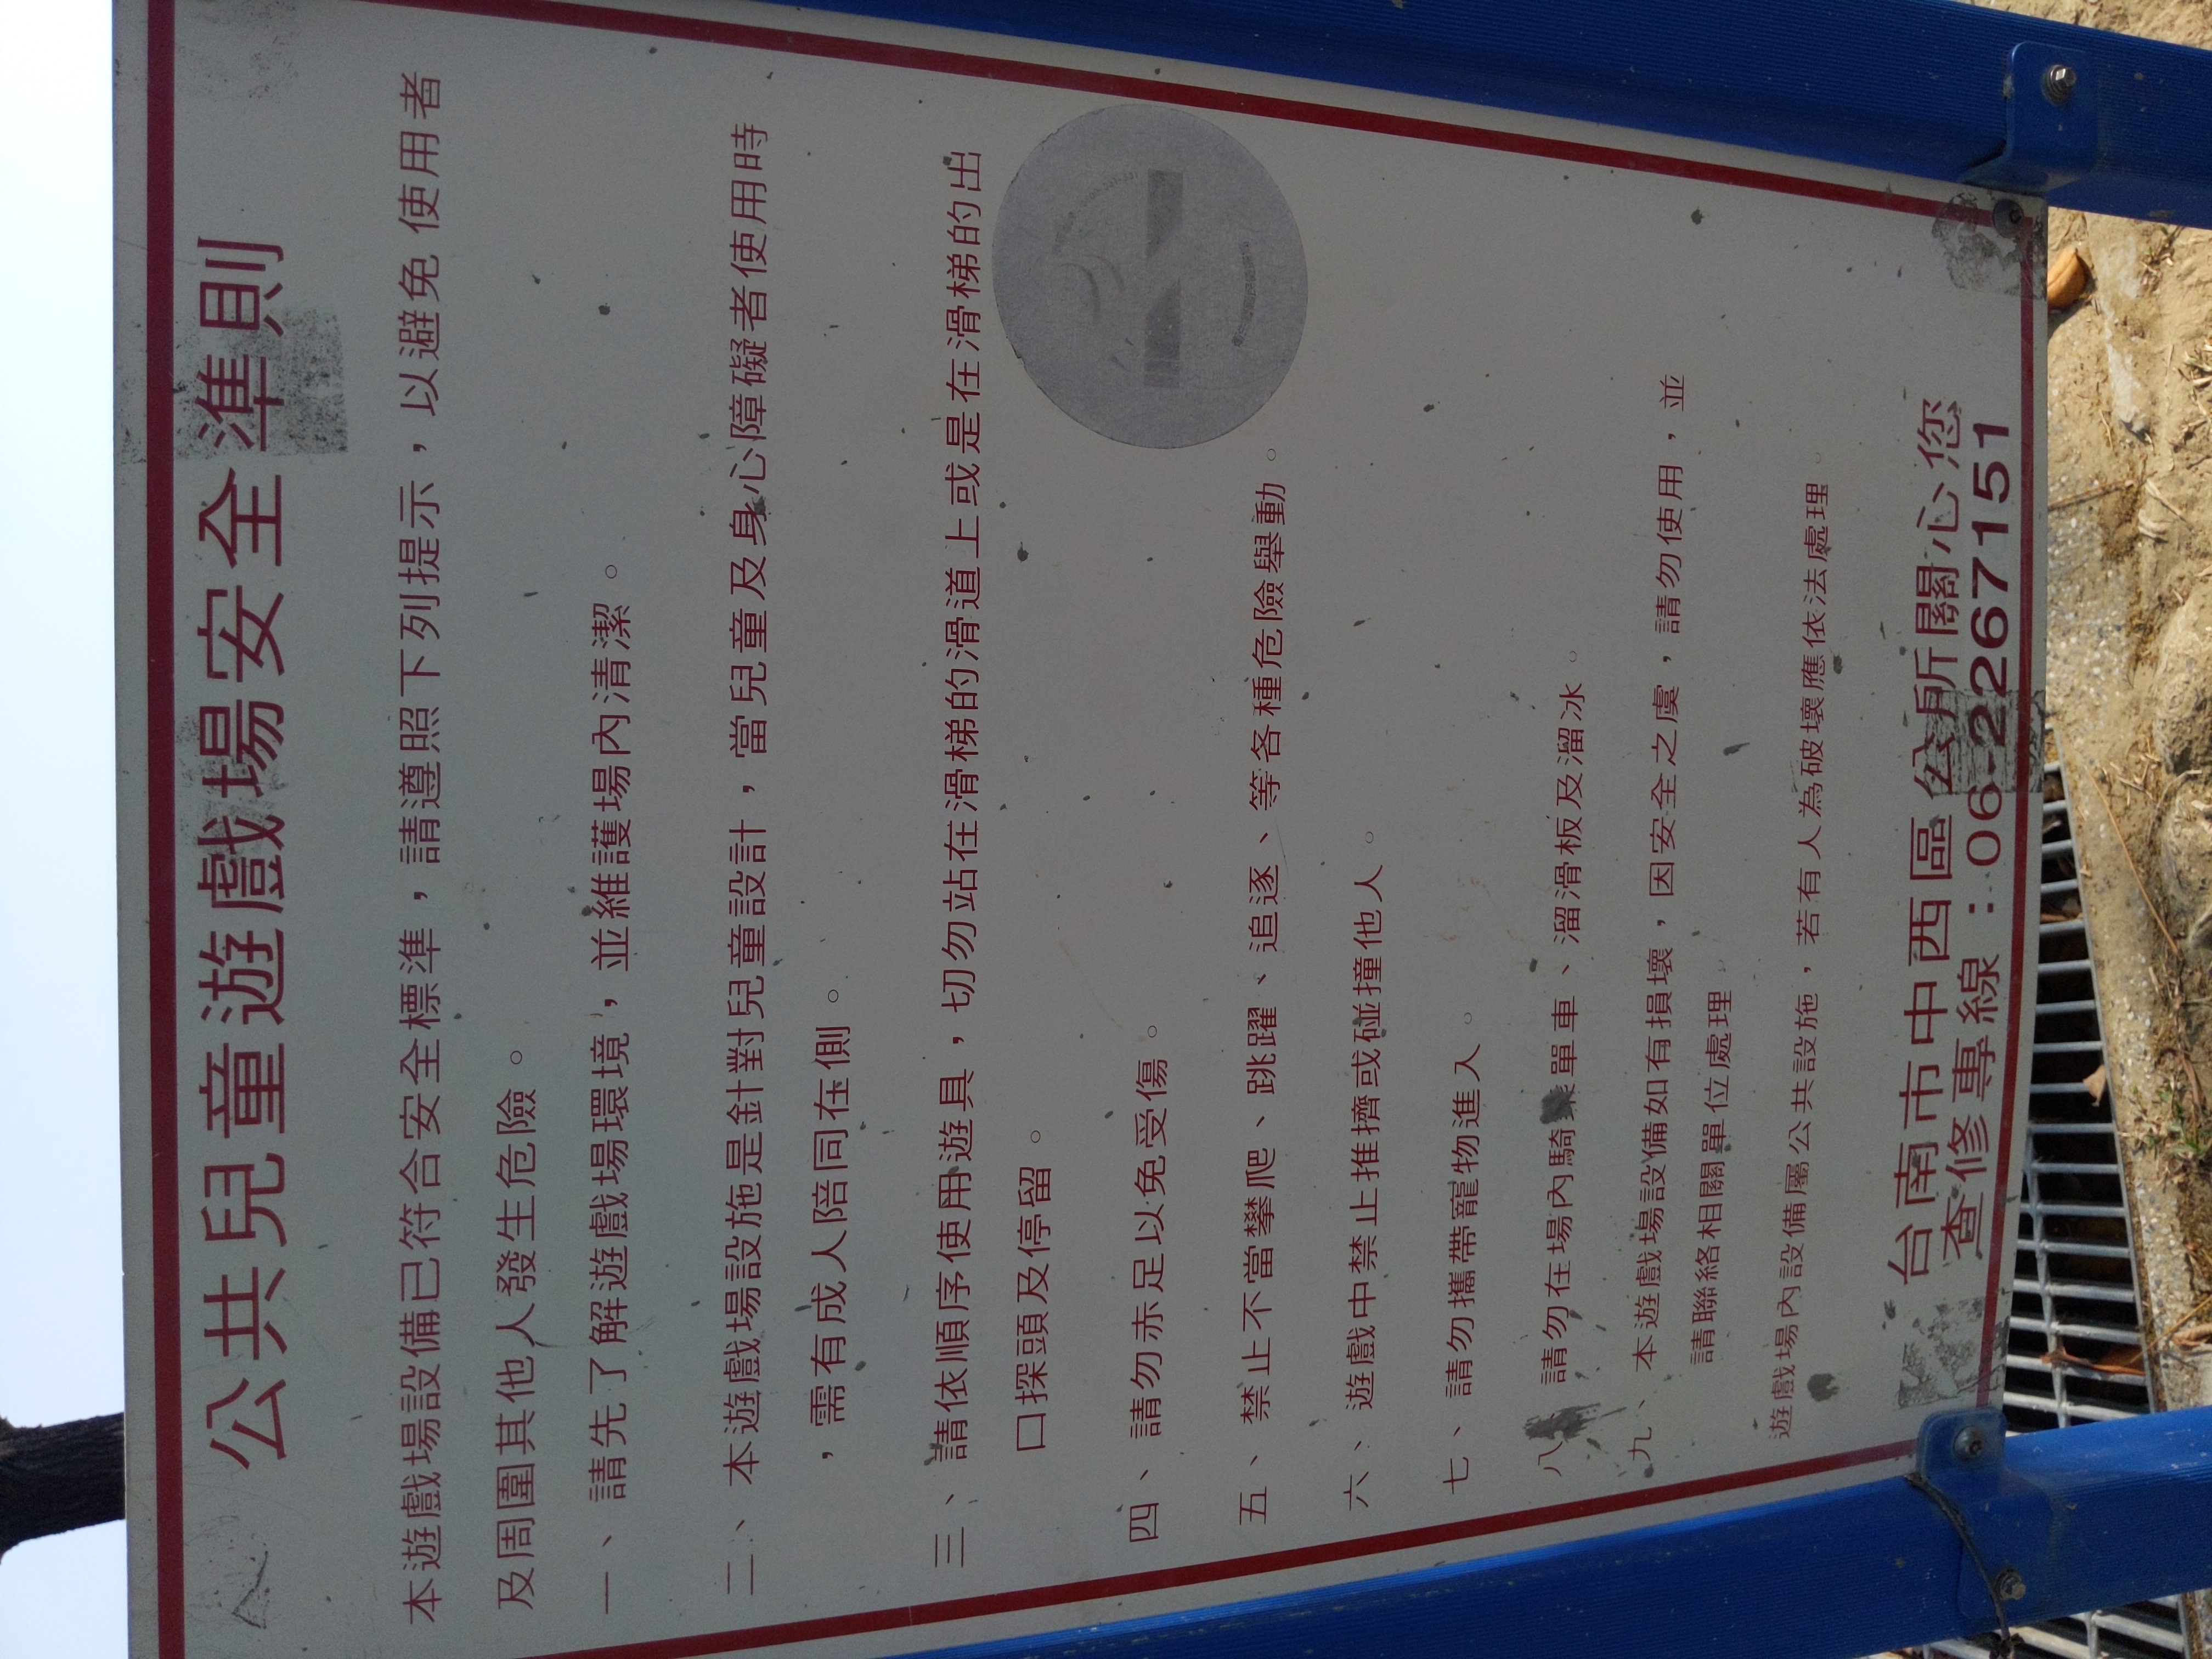 公共兒童遊戲場安全準則
本遊戲場設備已符合安全標準，請遵照下列提示，以避免 使用者
及周圍其他人發生危險。
一、請先了解遊戲場環境，並維護場內清潔。
二、本遊戲場設施是針對兒童設計，當兒童及身心障礙者使用時
，需有成人陪同在側。
三、請依順序使用遊具，切勿站在滑梯的滑道上或是在滑梯的出
口探頭及停留。
四、請勿赤足以免受傷。
五、禁止不當攀爬、跳躍、追逐、等各種危險舉動。
六、遊戲中禁止推擠或碰撞他人。
七、請勿攜帶寵物進入。
八、請勿在場內騎乘單車、溜滑板及溜冰。
九、本遊戲場設備如有損壞，因安全之虞，請勿使用，並
請聯絡相關單位處理
遊戲場內設備屬公共設施，若有人為破壞應依法處理。
台南市中西區公所關心您
查修專線：06-2267151